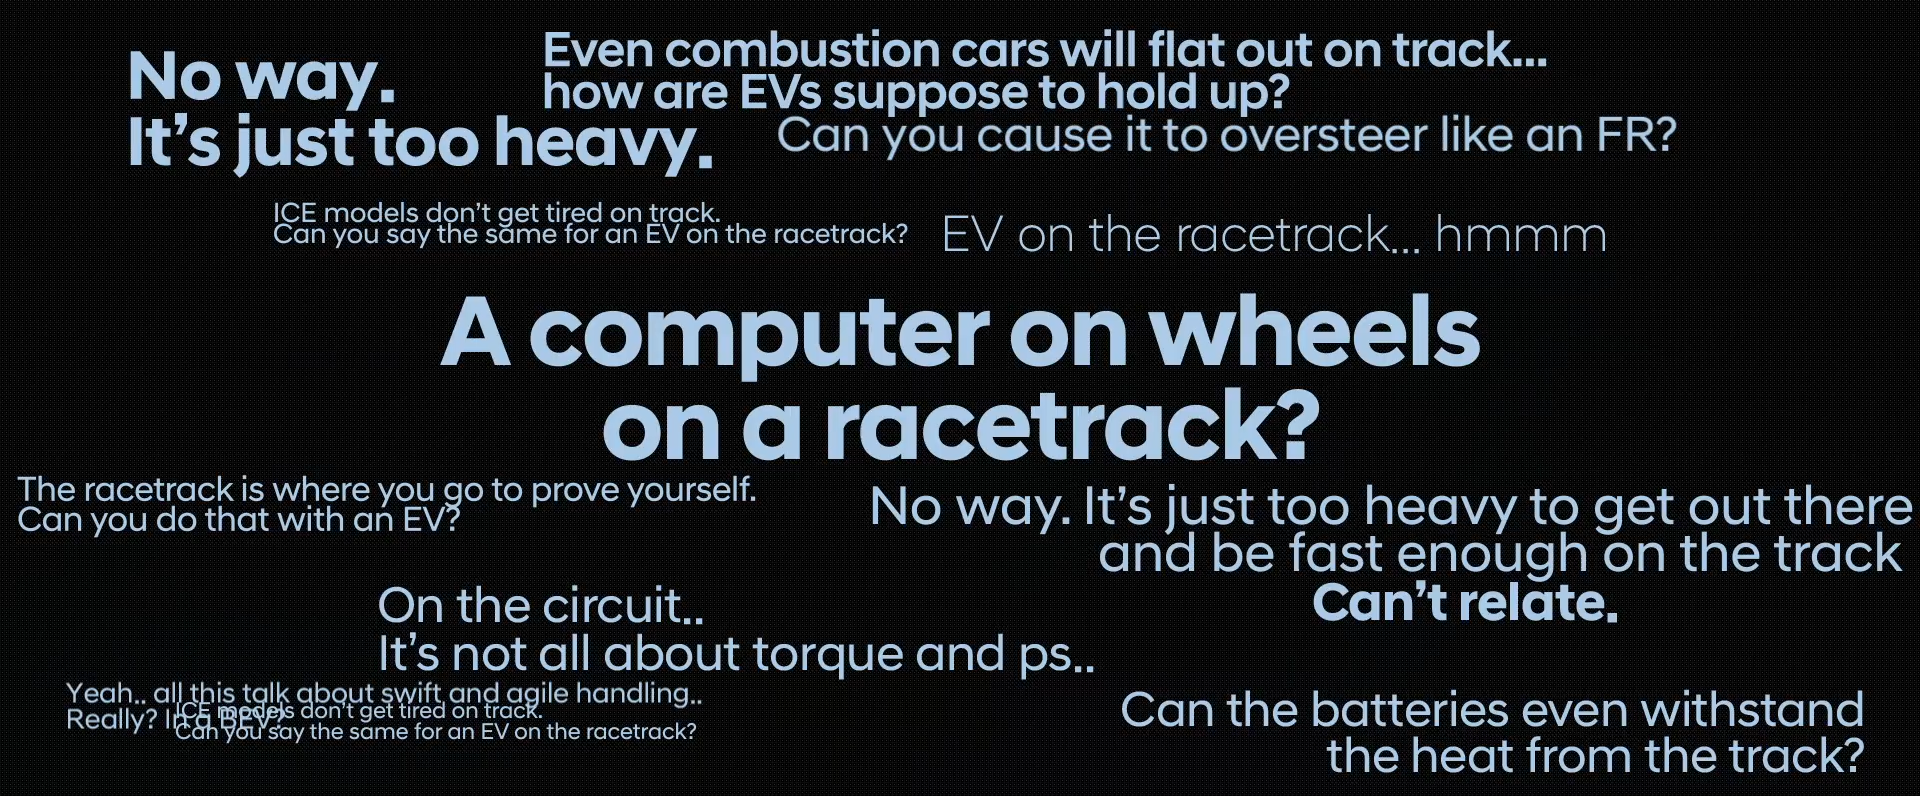 No way.
It's just too heavy.
Even combustion cars will flat out on track...
how are EVs suppose to hold up?
Can you cause it to oversteer like an FR?
ICE models don't get tired on track.
Can you say the same for an EV on the racetrack?
EV on the racetrack... hmmm
A computer on wheels
on a racetrack?
The racetrack is where you go to prove yourself.
Can you do that with an EV?
No way. It's just too heavy to get out there
and be fast enough on the track
Can't relate.
On the circuit..
It's not all about torque and ps..
Yeah.. all this talk about swift and agile handling..
Really? In a BEV?
ICE models don't get tired on track.
Can you say the same for an EV on the racetrack?
Can the batteries even withstand
the heat from the track?